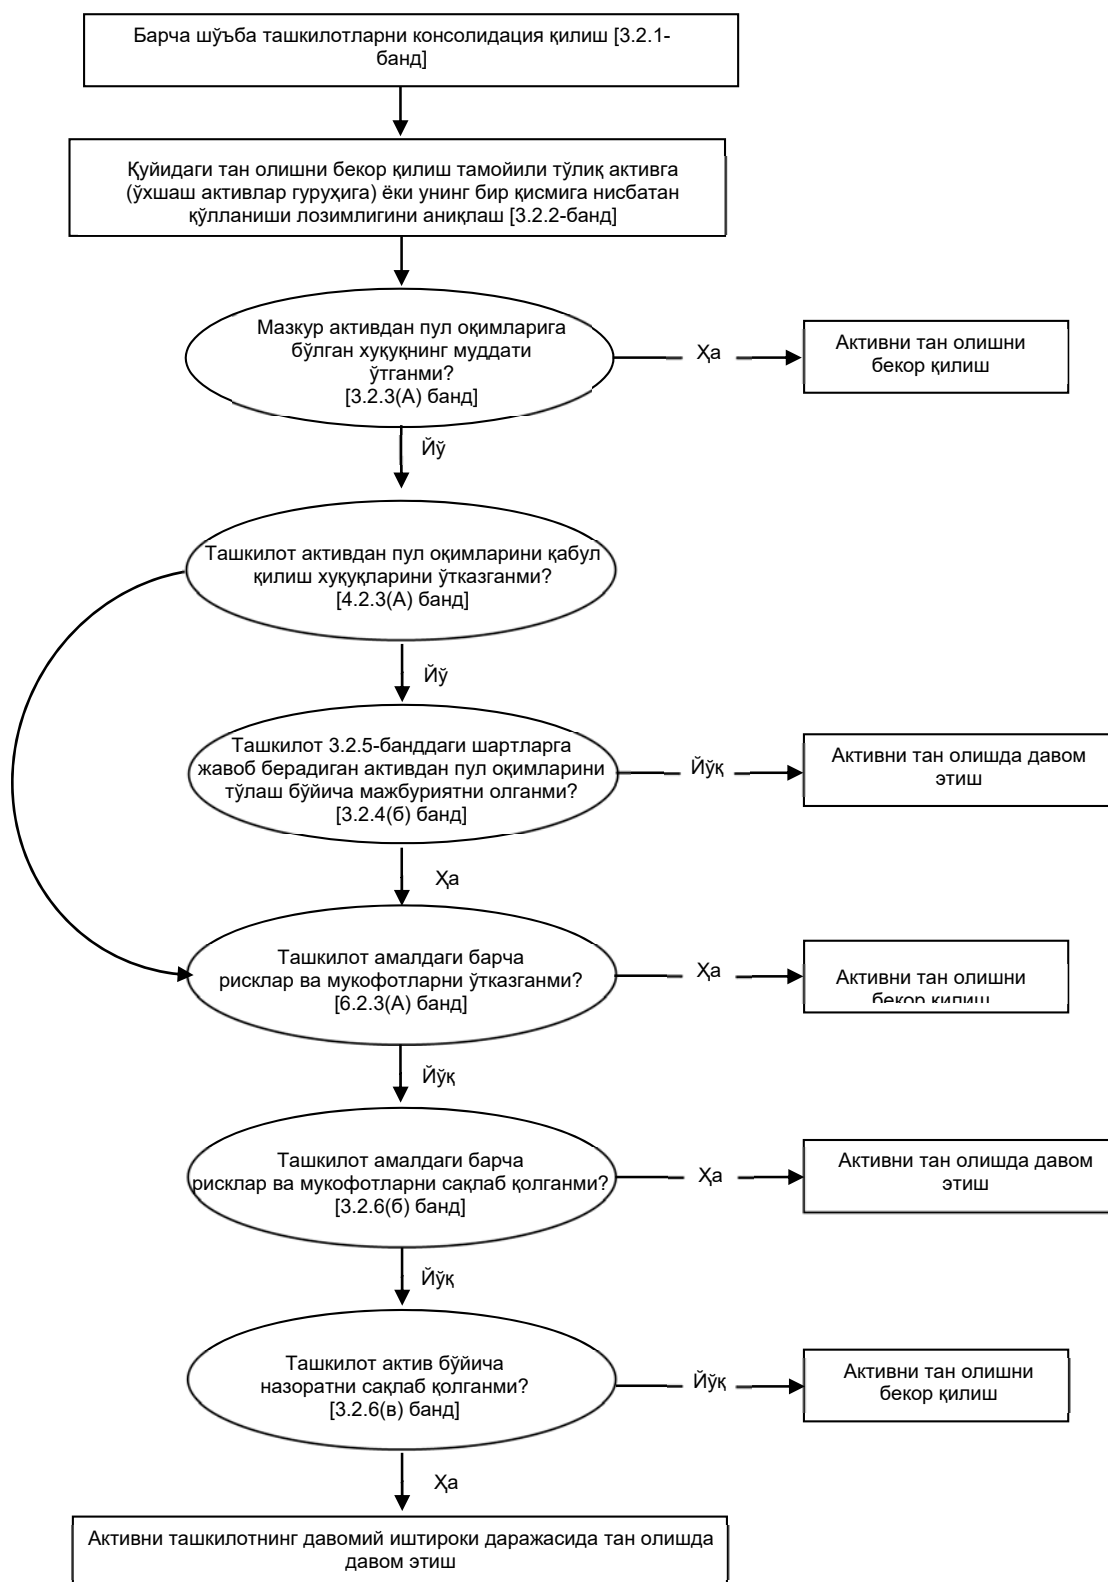 Барча шўъба ташкилотларни консолидация қилиш [3.2.1-
банд]
Қуйидаги тан олишни бекор қилиш тамойили тўлиқ активга
(ўхшаш активлар гуруҳига) ёки унинг бир қисмига нисбатан
қўлланиши лозимлигини аниқлаш [3.2.2-банд]
Мазкур активдан пул оқимларига
бўлган хуқуқнинг муддати
ўтганми?
[3.2.3(А) банд]
Ҳа
Активни тан олишни
бекор қилиш
Йў
Ташкилот активдан пул оқимларини қабул
қилиш хуқуқларини ўтказганми?
[4.2.3(А) банд]
Йў
Ташкилот 3.2.5-банддаги шартларга
жавоб берадиган активдан пул оқимларини
тўлаш бўйича мажбуриятни олганми?
[3.2.4(б) банд]
Йўқ
Активни тан олишда давом
этиш
Ҳа
Ташкилот амалдаги барча
рисклар ва мукофотларни ўтказганми?
[6.2.3(А) банд]
Ҳа
Активни тан олишни
бекор қилиш
Йўқ
Ташкилот амалдаги барча
рисклар ва мукофотларни сақлаб қолганми?
[3.2.6(б) банд]
Ҳа
Активни тан олишда давом
этиш
Йўқ
Ташкилот актив бўйича
назоратни сақлаб қолганми?
[3.2.6(в) банд]
Йўқ
Активни тан олишни
бекор қилиш
Ҳа
Активни ташкилотнинг давомий иштироки даражасида тан олишда
давом этиш